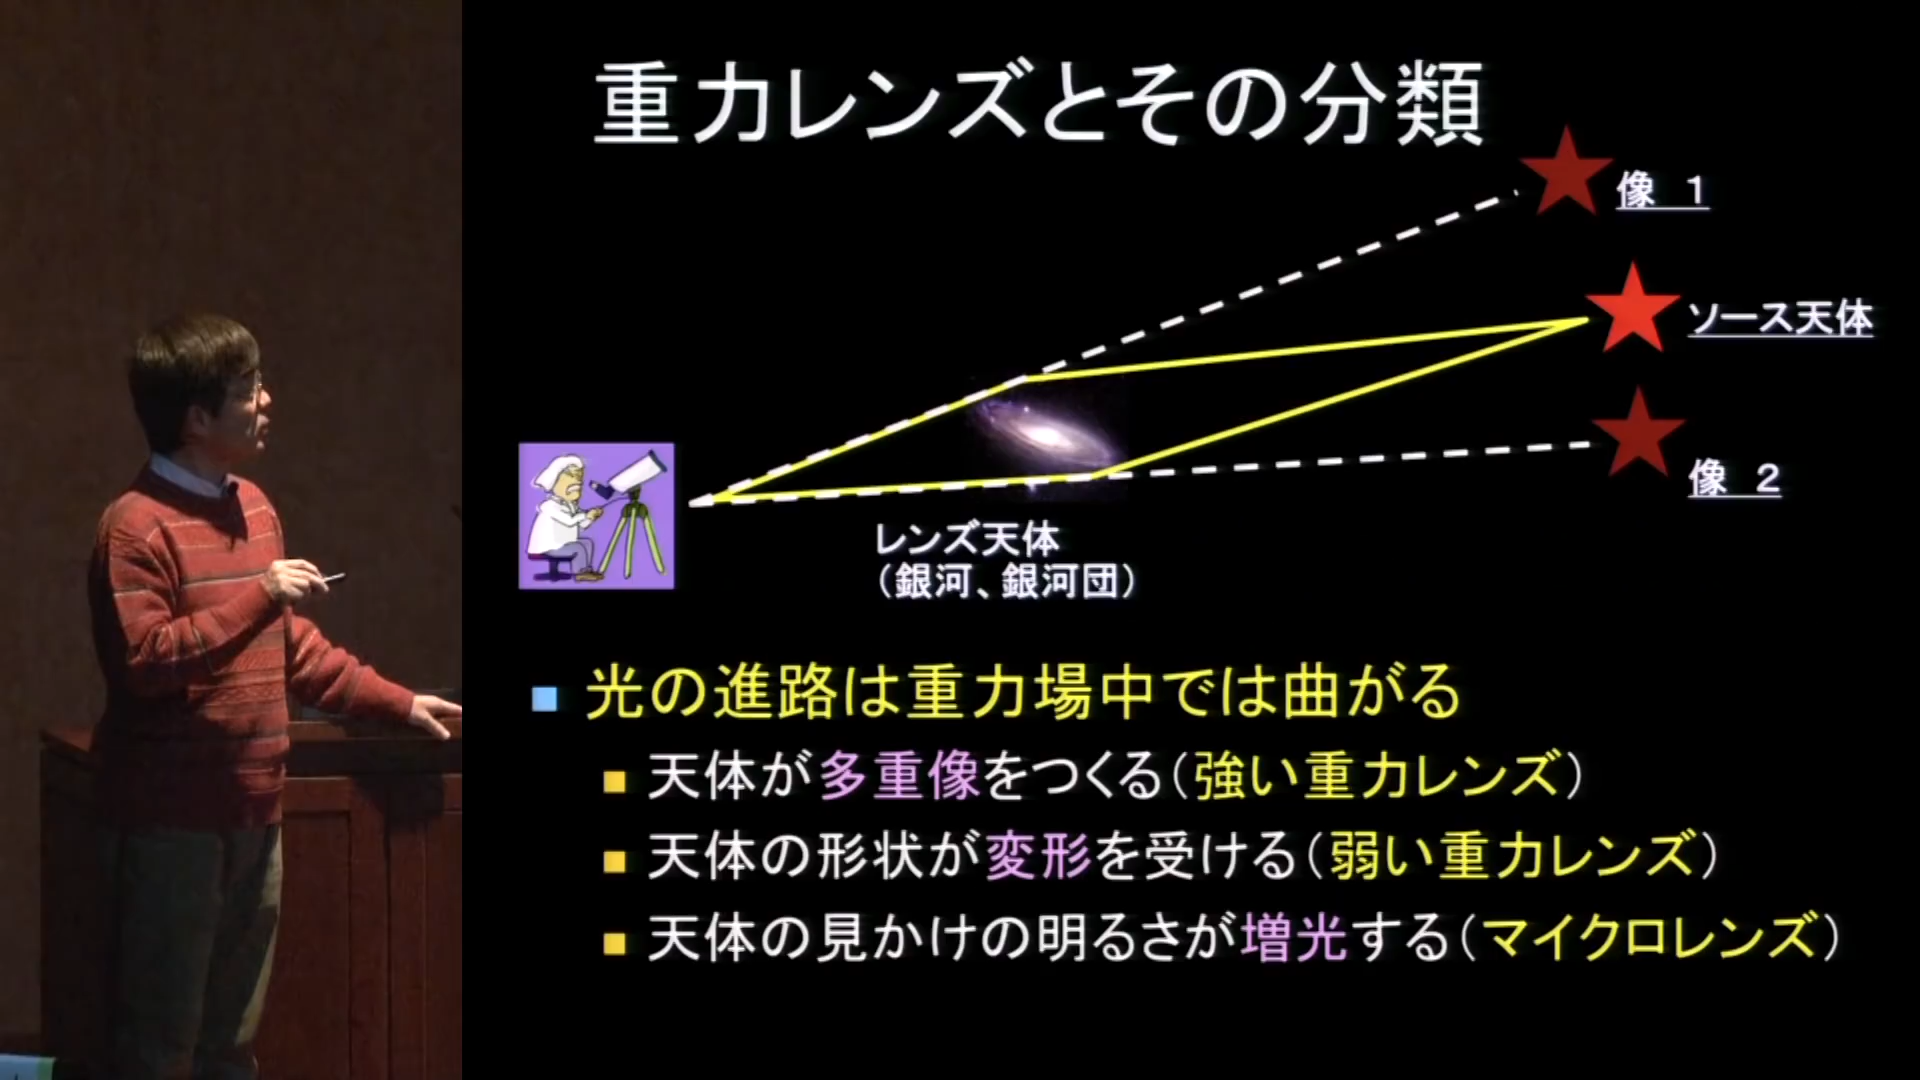 重力レンズとその分類
像 1
ソース天体
像 2
レンズ天体
(銀河、銀河団)
光の進路は重力場中では曲がる
天体が多重像をつくる(強い重力レンズ)
天体の形状が変形を受ける(弱い重力レンズ)
天体の見かけの明るさが増光する(マイクロレンズ)